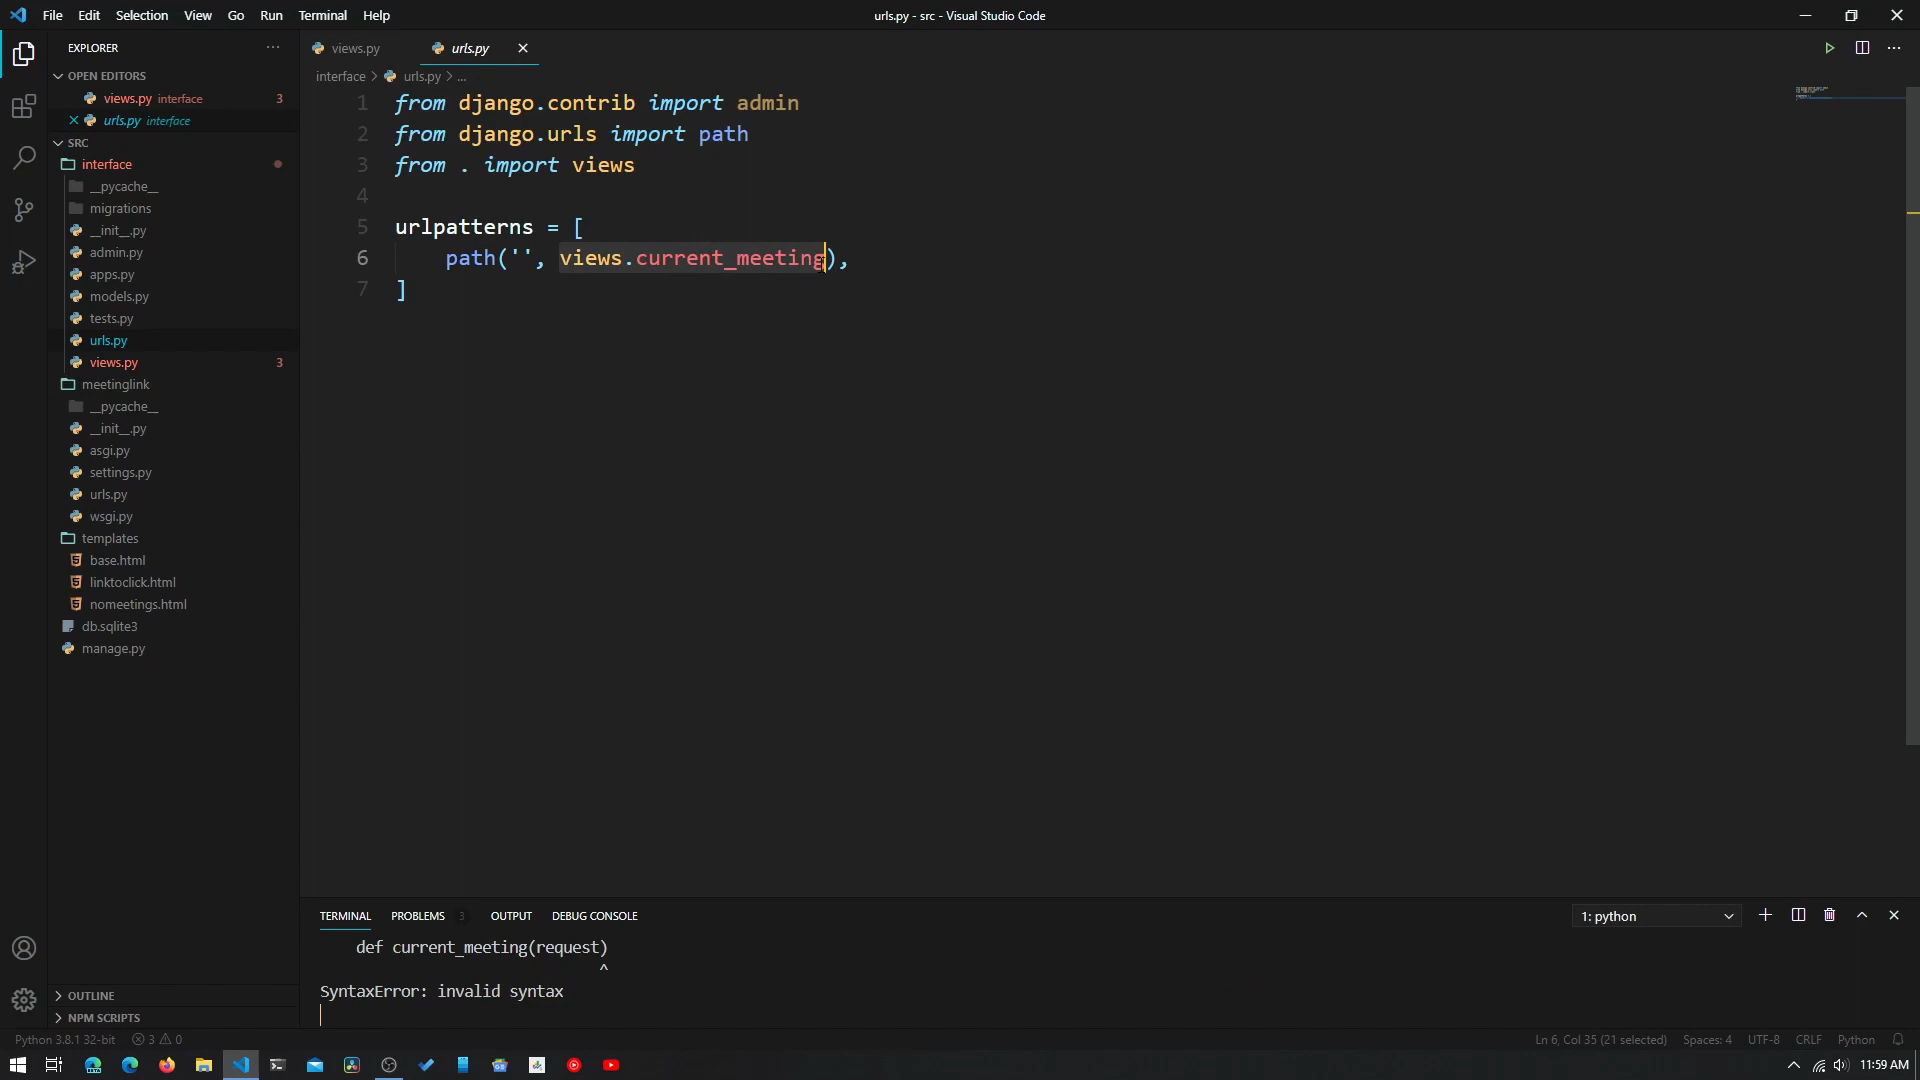 File Edit Selection View Go Run Terminal Help
urls.py - src - Visual Studio Code
EXPLORER
views.py
urls.py
OPEN EDITORS
interface > urls.py > ...
views.py interface 3
urls.py interface
SRC
interface
__pycache__
migrations
__init__.py
admin.py
apps.py
models.py
tests.py
urls.py
views.py 3
meetinglink
__pycache__
__init__.py
asgi.py
settings.py
urls.py
wsgi.py
templates
base.html
linktoclick.html
nomeetings.html
db.sqlite3
manage.py
OUTLINE
NPM SCRIPTS
1 from django.contrib import admin
2 from django.urls import path
3 from . import views
4
5 urlpatterns = [
6 path('', views.current_meeting),
7 ]
TERMINAL PROBLEMS 3 OUTPUT DEBUG CONSOLE
1: python
def current_meeting(request)
^
SyntaxError: invalid syntax
Python 3.8.1 32-bit 3 0
Ln 6, Col 35 (21 selected) Spaces: 4 UTF-8 CRLF Python
11:59 AM